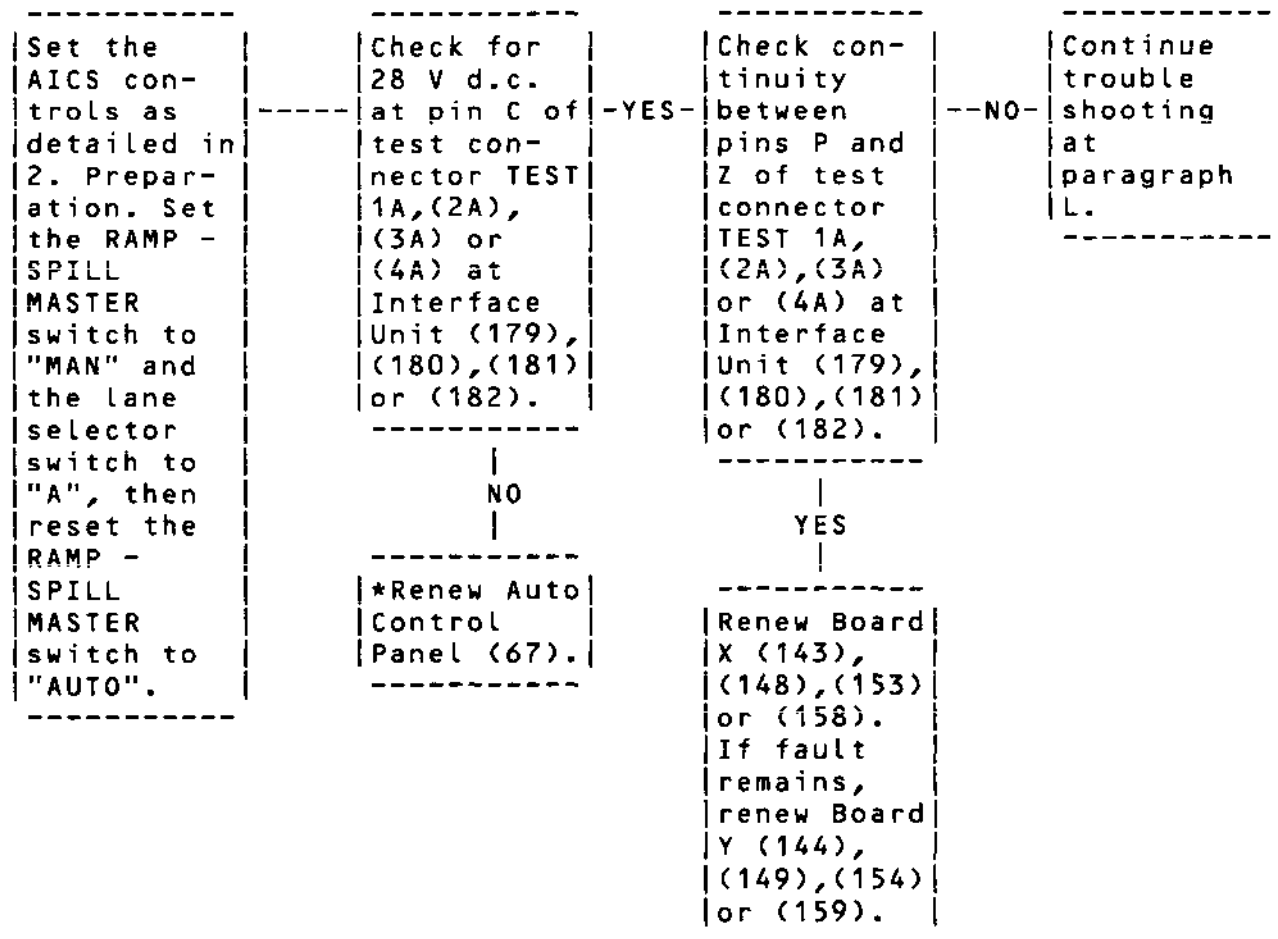 Set the
AICS con-
trols as
detailed in
2. Prepar-
ation. Set
the RAMP -
SPILL
MASTER
switch to
"MAN" and
the lane
selector
switch to
"A", then
reset the
RAMP -
SPILL
MASTER
switch to
"AUTO".
Check for
28 V d.c.
at pin C of
test con-
nector TEST
1A,(2A),
(3A) or
(4A) at
Interface
Unit (179),
(180),(181)
or (182).
NO
*Renew Auto
Control
Panel (67).
YES
Check con-
tinuity
between
pins P and
Z of test
connector
TEST 1A,
(2A),(3A)
or (4A) at
Interface
Unit (179),
(180),(181)
or (182).
YES
Renew Board
X (143),
(148),(153)
or (158).
If fault
remains,
renew Board
Y (144),
(149),(154)
or (159).
NO
Continue
trouble
shooting
at
paragraph
L.